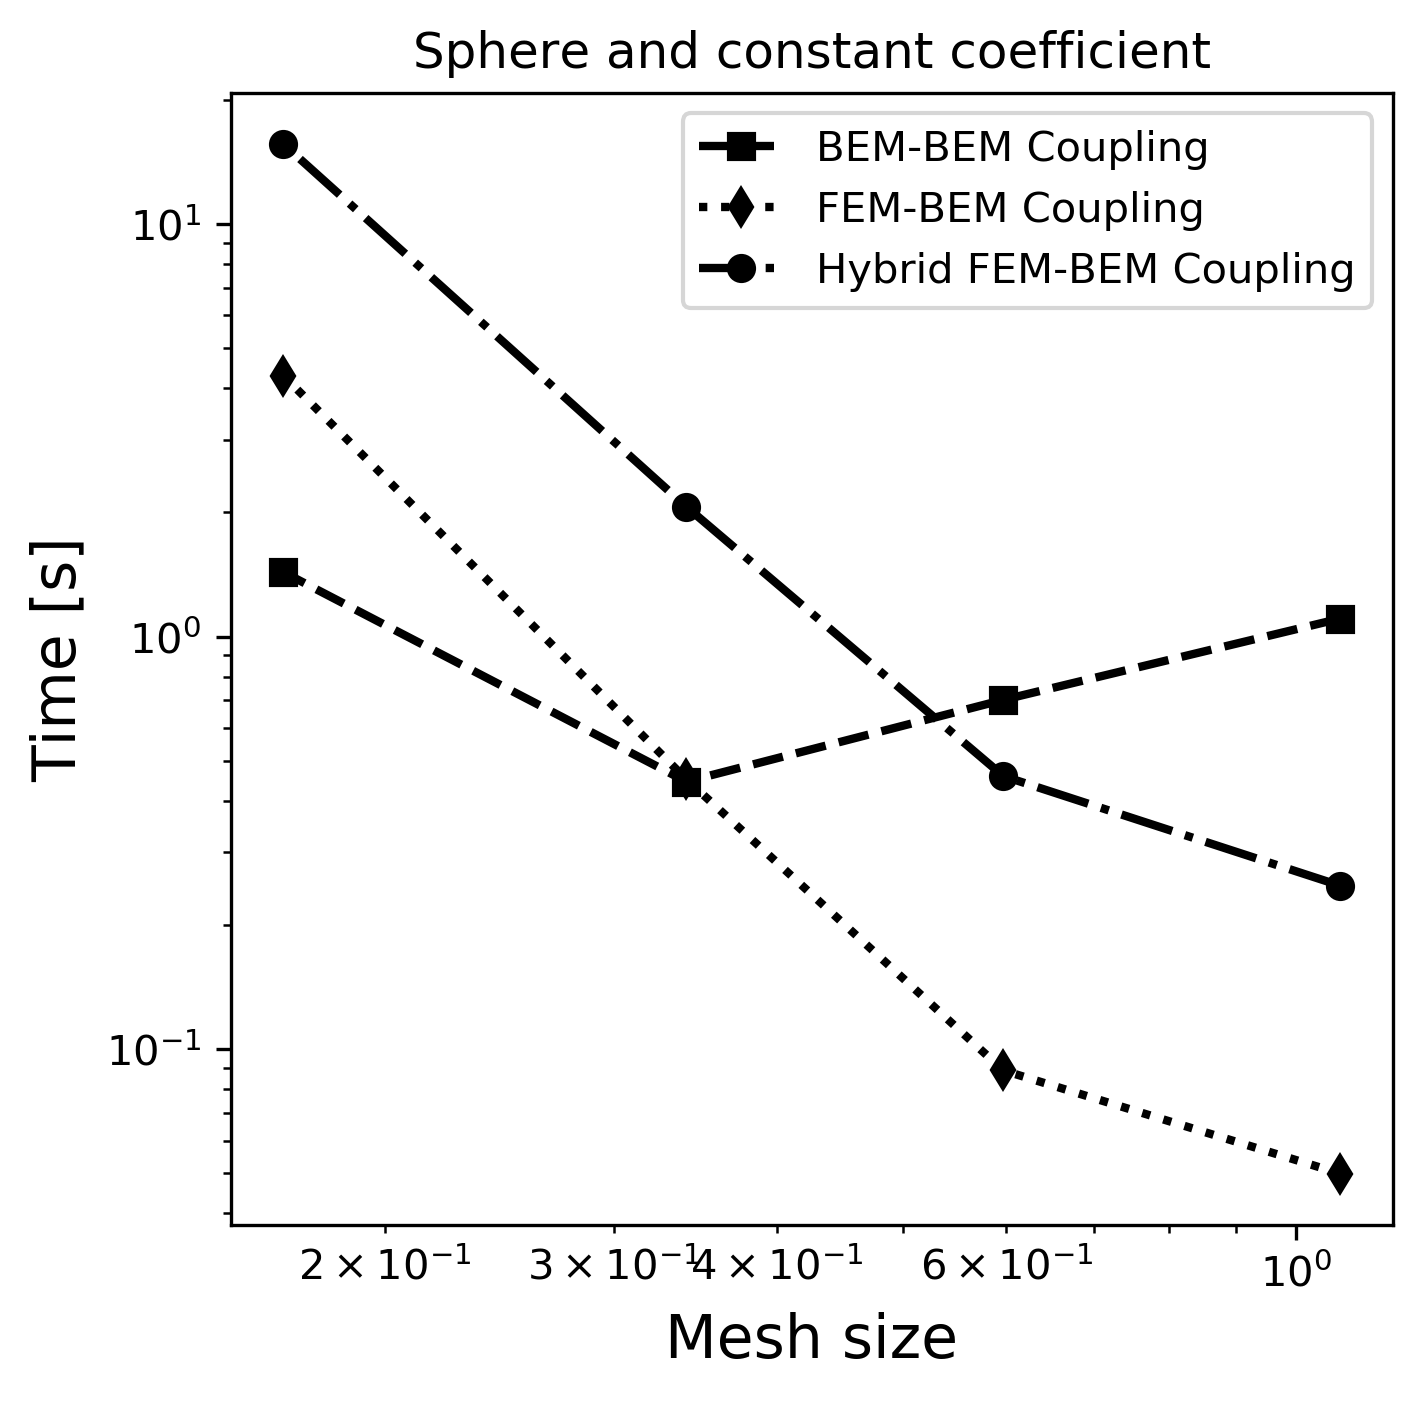 Sphere and constant coefficient
BEM-BEM Coupling
FEM-BEM Coupling
Hybrid FEM-BEM Coupling
Time [s]
10¹
10⁰
10⁻¹
2 × 10⁻¹ 3 × 10⁻¹ 4 × 10⁻¹ 6 × 10⁻¹ 10⁰
Mesh size